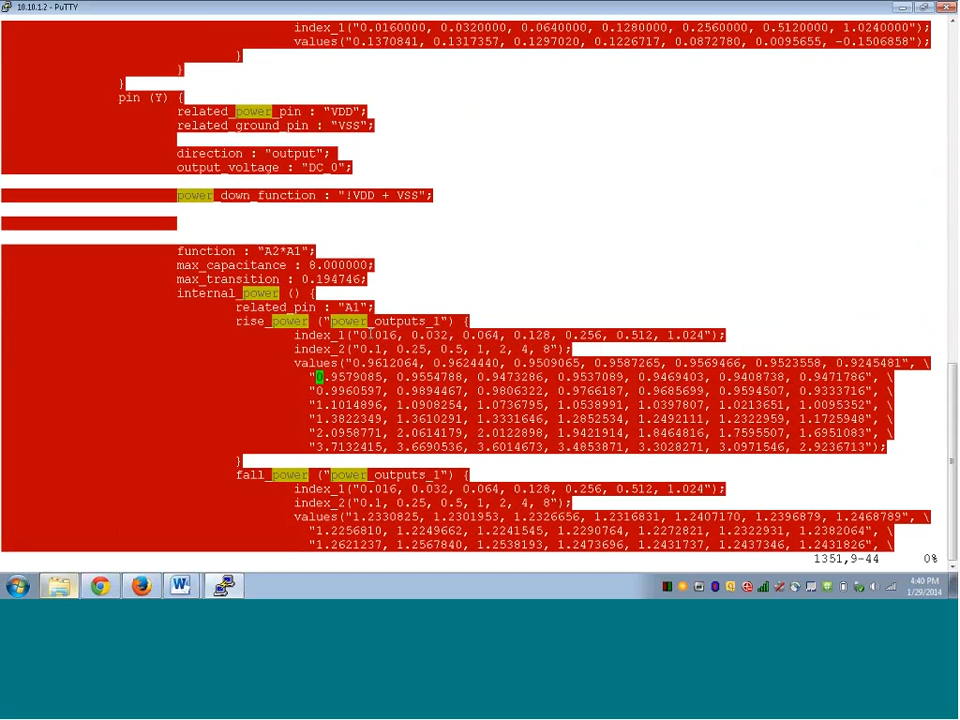 10.10.1.2 - PuTTY
index_1("0.0160000, 0.0320000, 0.0640000, 0.1280000, 0.2560000, 0.5120000, 1.0240000");
values("0.1370841, 0.1317357, 0.1297020, 0.1226717, 0.0872780, 0.0095655, -0.1506858");
}
}
}
pin (Y) {
related_power_pin : "VDD";
related_ground_pin : "VSS";
direction : "output";
output_voltage : "DC_0";
power_down_function : "!VDD + VSS";
function : "A2*A1";
max_capacitance : 8.000000;
max_transition : 0.194746;
internal_power () {
related_pin : "A1";
rise_power ("power_outputs_1") {
index_1("0.016, 0.032, 0.064, 0.128, 0.256, 0.512, 1.024");
index_2("0.1, 0.25, 0.5, 1, 2, 4, 8");
values("0.9612064, 0.9624440, 0.9509065, 0.9587265, 0.9569466, 0.9523558, 0.9245481", \
"0.9579085, 0.9554788, 0.9473286, 0.9537089, 0.9469403, 0.9408738, 0.9471786", \
"0.9960597, 0.9894467, 0.9806322, 0.9766187, 0.9685699, 0.9594507, 0.9333716", \
"1.1014896, 1.0908254, 1.0736795, 1.0538991, 1.0397807, 1.0213651, 1.0095352", \
"1.3822349, 1.3610291, 1.3331646, 1.2852534, 1.2492111, 1.2322959, 1.1725948", \
"2.0958771, 2.0614179, 2.0122898, 1.9421914, 1.8464816, 1.7595507, 1.6951083", \
"3.7132415, 3.6690536, 3.6014673, 3.4853871, 3.3028271, 3.0971546, 2.9236713");
}
fall_power ("power_outputs_1") {
index_1("0.016, 0.032, 0.064, 0.128, 0.256, 0.512, 1.024");
index_2("0.1, 0.25, 0.5, 1, 2, 4, 8");
values("1.2330825, 1.2301953, 1.2326656, 1.2316831, 1.2407170, 1.2396879, 1.2468789", \
"1.2256810, 1.2249662, 1.2241545, 1.2290764, 1.2272821, 1.2322931, 1.2382064", \
"1.2621237, 1.2567840, 1.2538193, 1.2473696, 1.2431737, 1.2437346, 1.2431826", \
1351,9-44 0%
4:40 PM
1/29/2014